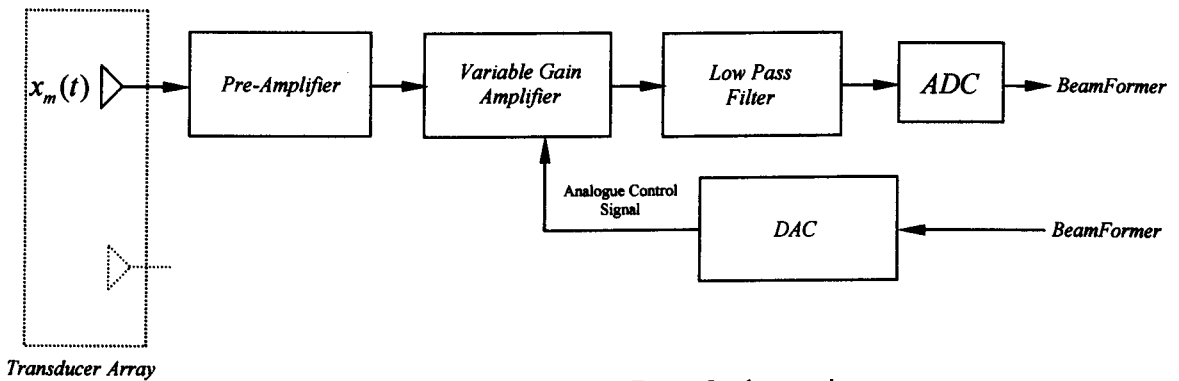 x_m(t)
Pre-Amplifier
Variable Gain
Amplifier
Low Pass
Filter
ADC
BeamFormer
Analogue Control
Signal
DAC
BeamFormer
Transducer Array